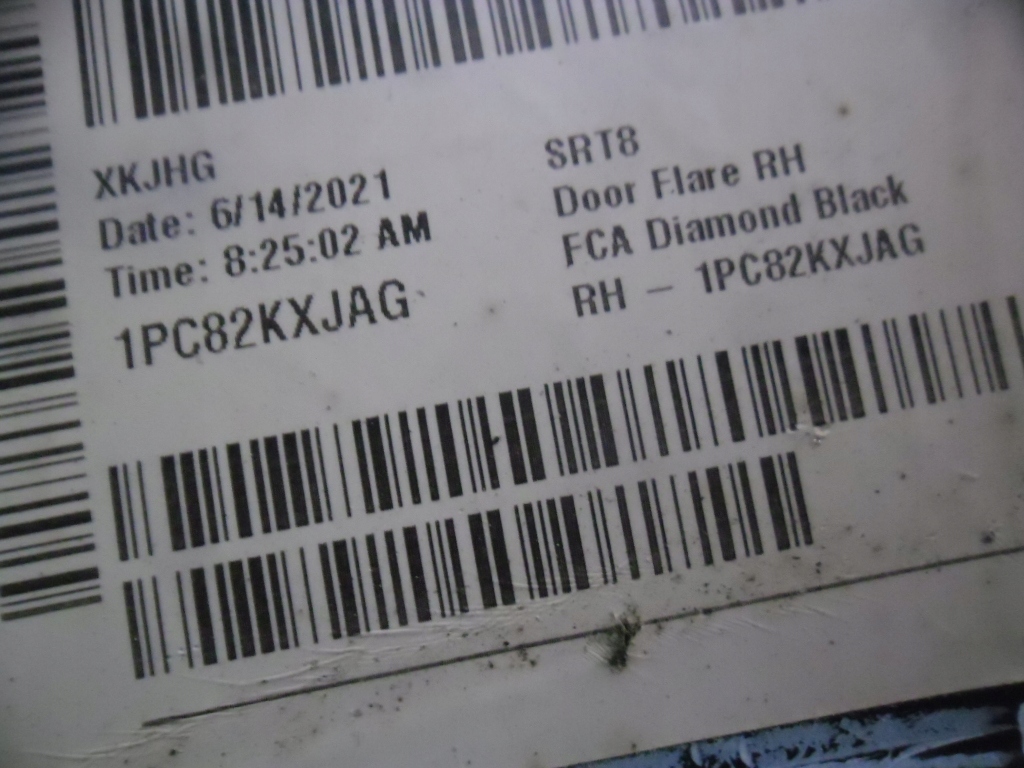 XKJHG
Date: 6/14/2021
Time: 8:25:02 AM
1PC82KXJAG
SRT8
Door Flare RH
FCA Diamond Black
RH - 1PC82KXJAG